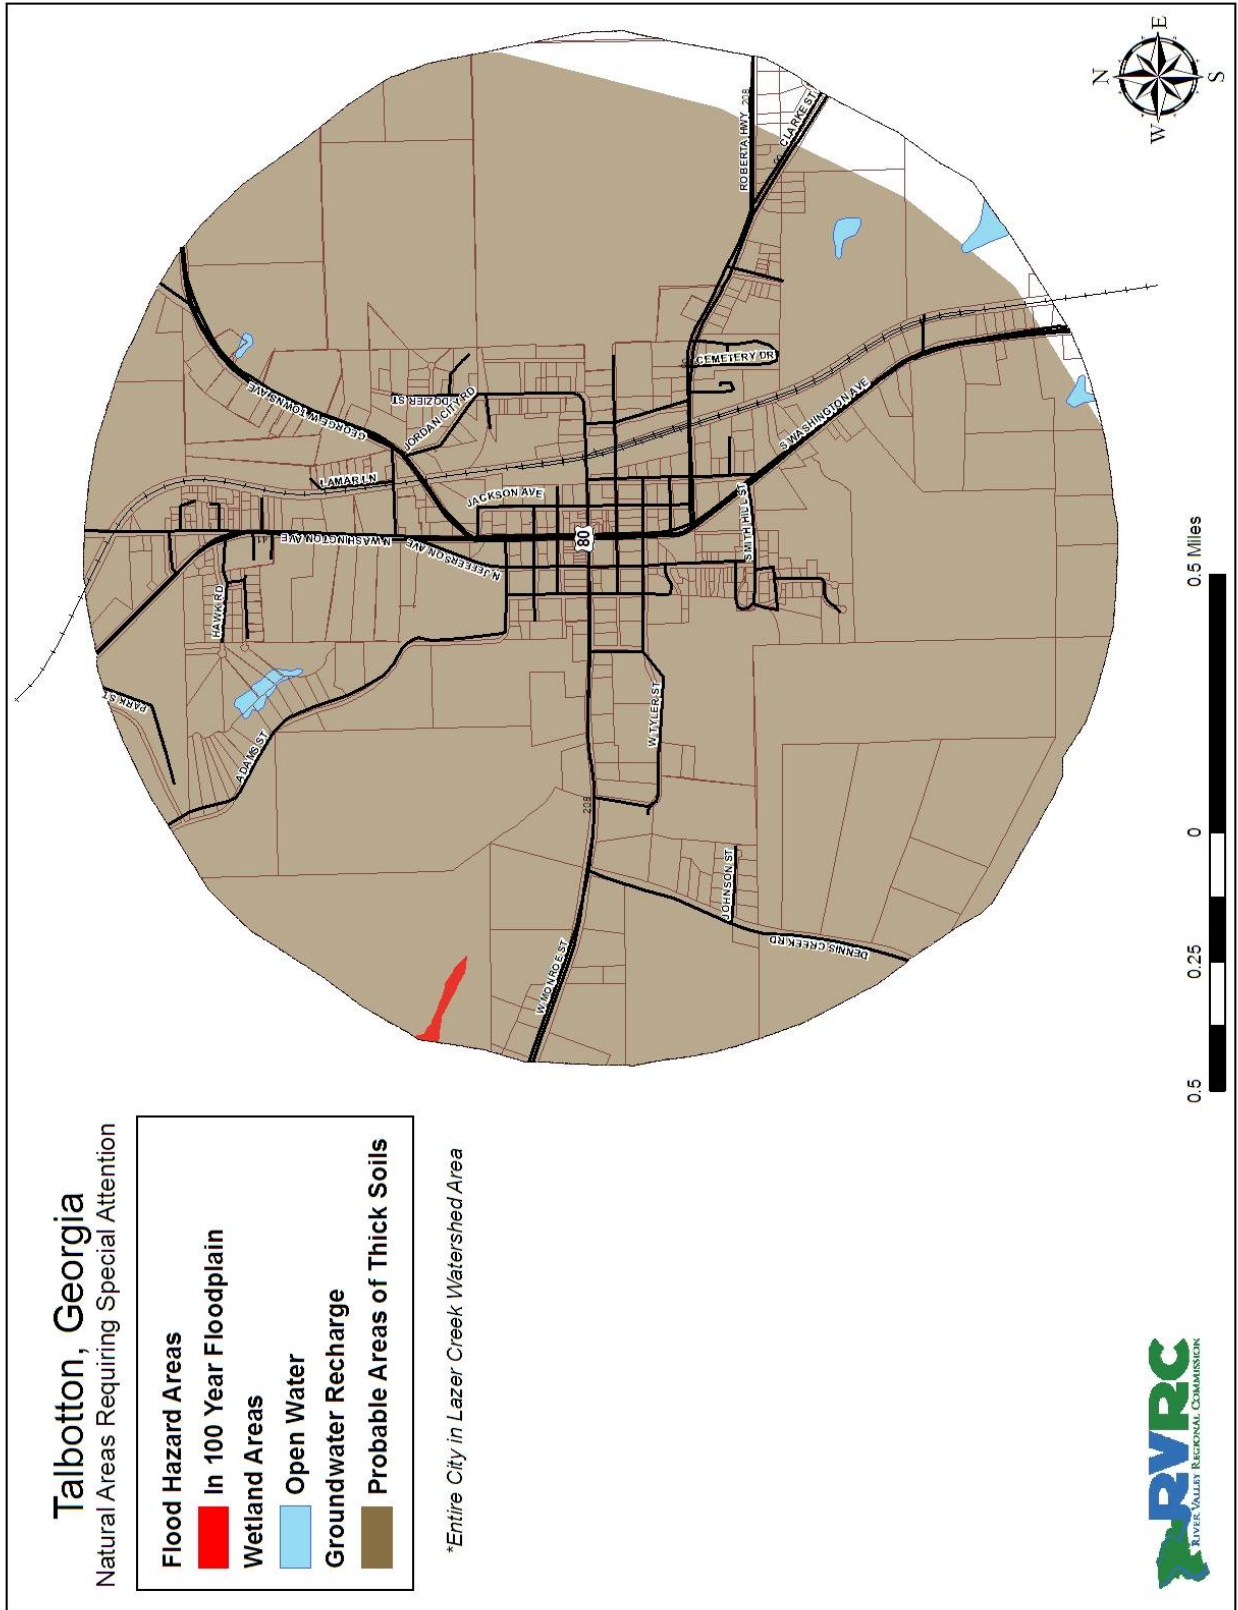 Talbotton, Georgia
Natural Areas Requiring Special Attention
Flood Hazard Areas
In 100 Year Floodplain
Wetland Areas
Open Water
Groundwater Recharge
Probable Areas of Thick Soils
*Entire City in Lazer Creek Watershed Area
PARK ST
ADAMS ST
HAWK RD
41
N WASHINGTON AVE
N JEFFERSON AVE
LAMAR LN
GEORGE W TOWNS AVE
JORDAN CITY RD
DOZIER ST
JACKSON AVE
80
W MONROE ST
208
W TYLER ST
JOHNSON ST
DENNIS CREEK RD
SMITH HILL ST
S WASHINGTON AVE
CEMETERY DR
ROBERTA HWY 208
CLARKE ST
N
W
E
S
0.5
0.25
0
0.5 Miles
RVRC
RIVER VALLEY REGIONAL COMMISSION